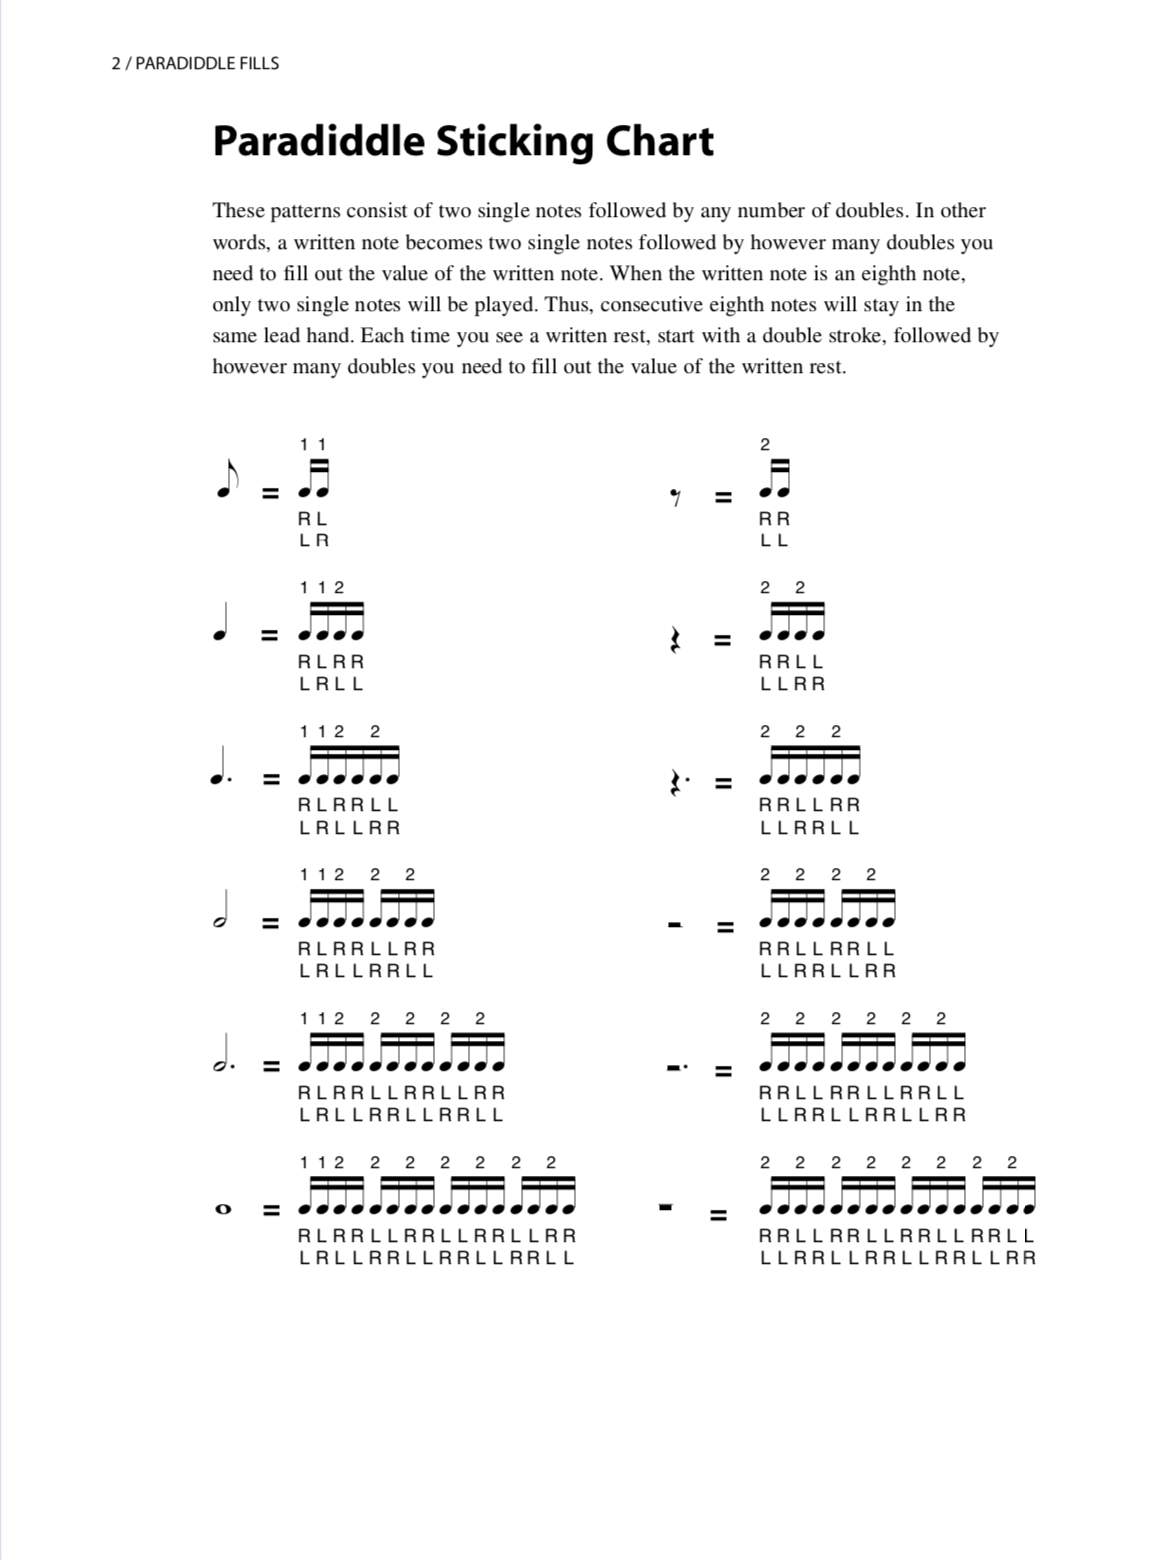 2 / PARADIDDLE FILLS
Paradiddle Sticking Chart
These patterns consist of two single notes followed by any number of doubles. In other
words, a written note becomes two single notes followed by however many doubles you
need to fill out the value of the written note. When the written note is an eighth note,
only two single notes will be played. Thus, consecutive eighth notes will stay in the
same lead hand. Each time you see a written rest, start with a double stroke, followed by
however many doubles you need to fill out the value of the written rest.
1 1
=
R L
L R
2
=
R R
L L
1 1 2
=
R L R R
L R L L
2 2
=
R R L L
L L R R
1 1 2 2
=
R L R R L L
L R L L R R
2 2 2
=
R R L L R R
L L R R L L
1 1 2 2 2
=
R L R R L L R R
L R L L R R L L
2 2 2 2
=
R R L L R R L L
L L R R L L R R
1 1 2 2 2 2 2
=
R L R R L L R R L L R R
L R L L R R L L R R L L
2 2 2 2 2 2
=
R R L L R R L L R R L L
L L R R L L R R L L R R
1 1 2 2 2 2 2 2 2
=
R L R R L L R R L L R R L L R R
L R L L R R L L R R L L R R L L
2 2 2 2 2 2 2 2
=
R R L L R R L L R R L L R R L L
L L R R L L R R L L R R L L R R